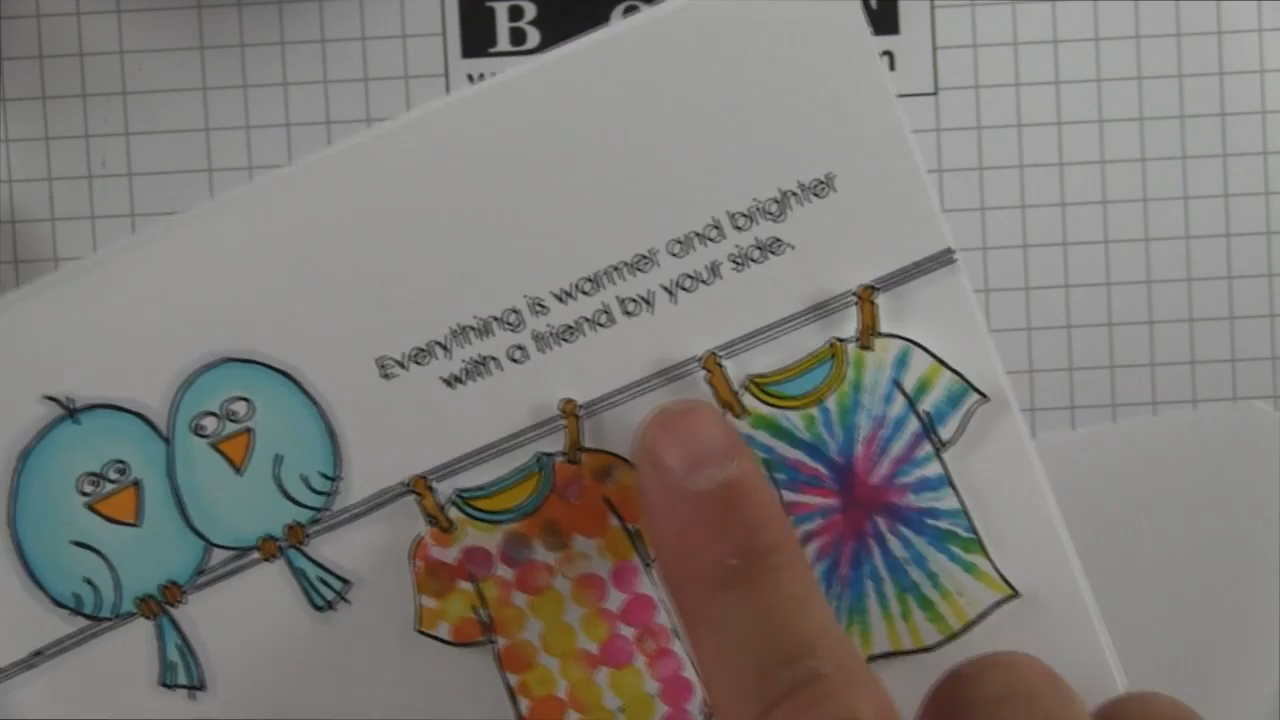 B
Everything is warmer and brighter
with a friend by your side.